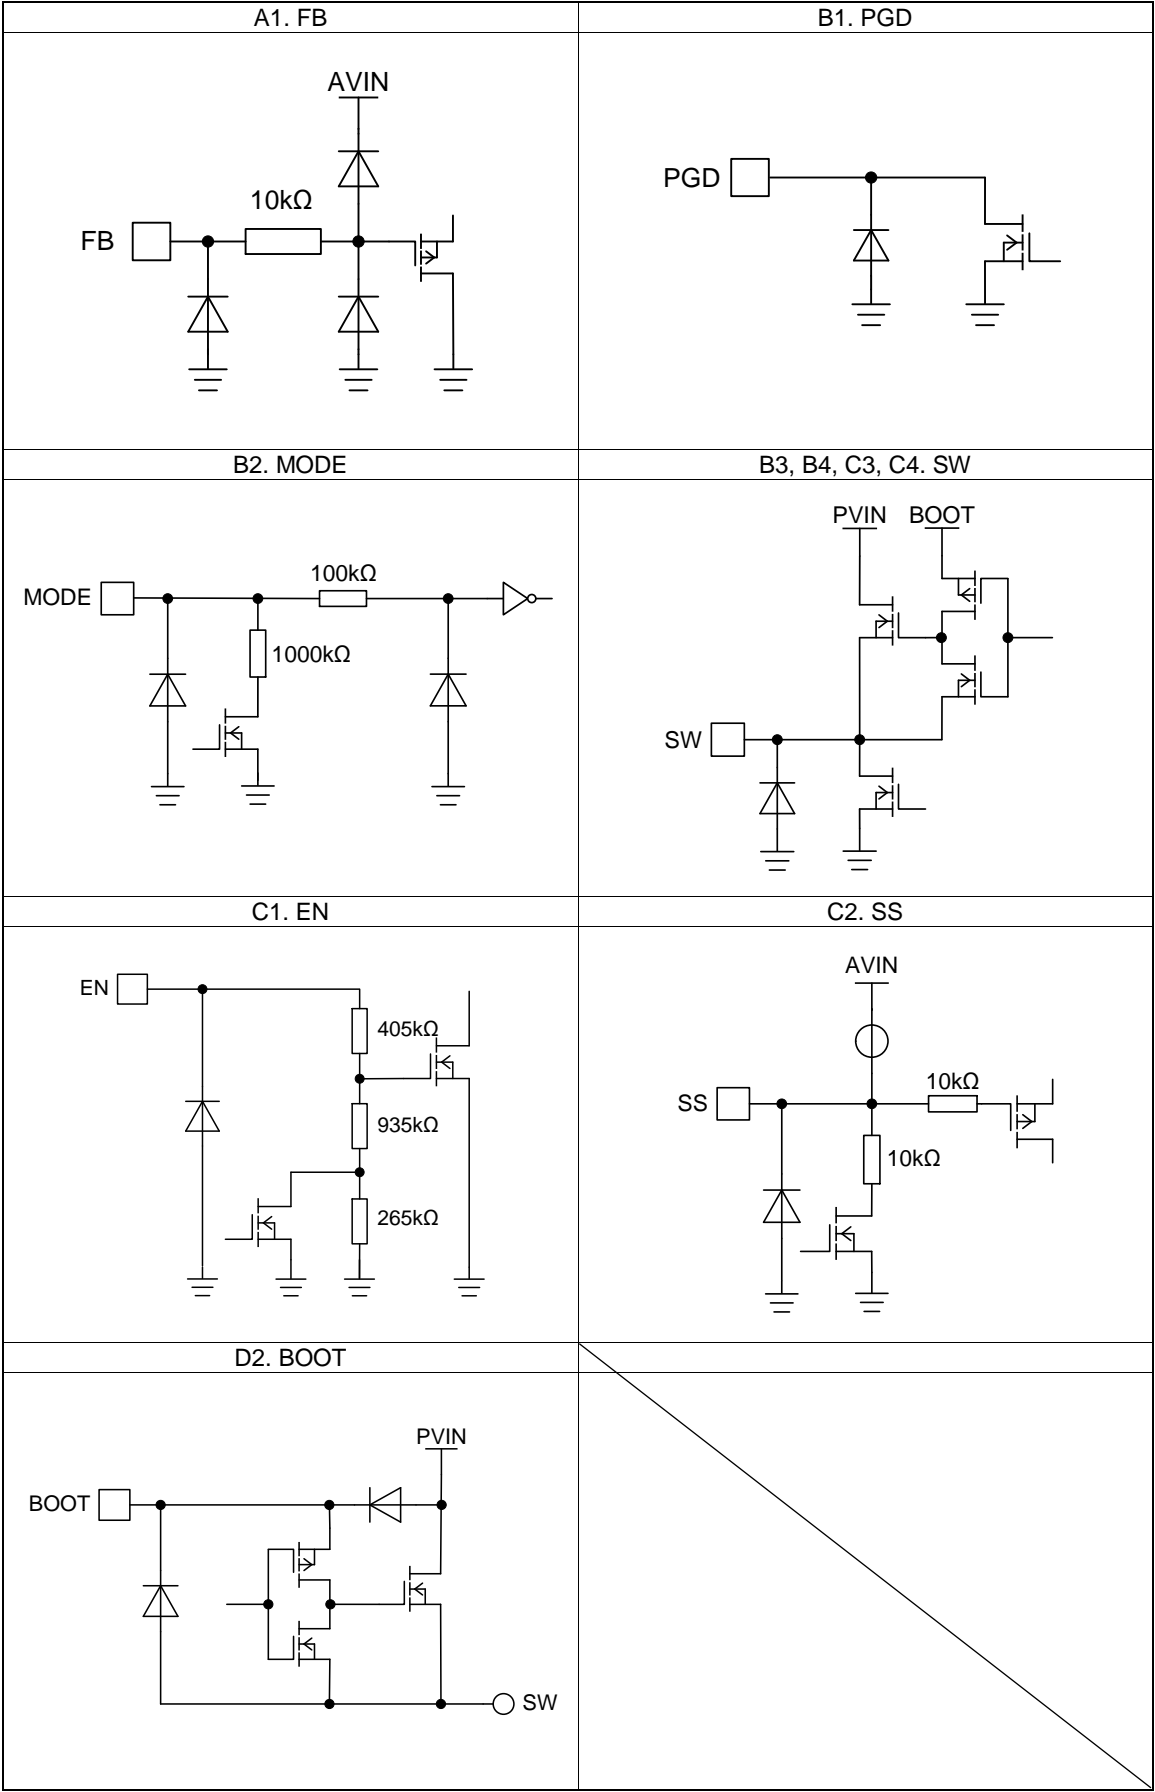 A1. FB
B1. PGD
AVIN
10kΩ
FB
PGD
B2. MODE
B3, B4, C3, C4. SW
MODE
100kΩ
1000kΩ
PVIN BOOT
SW
C1. EN
C2. SS
EN
405kΩ
935kΩ
265kΩ
AVIN
SS
10kΩ
10kΩ
D2. BOOT
PVIN
BOOT
SW